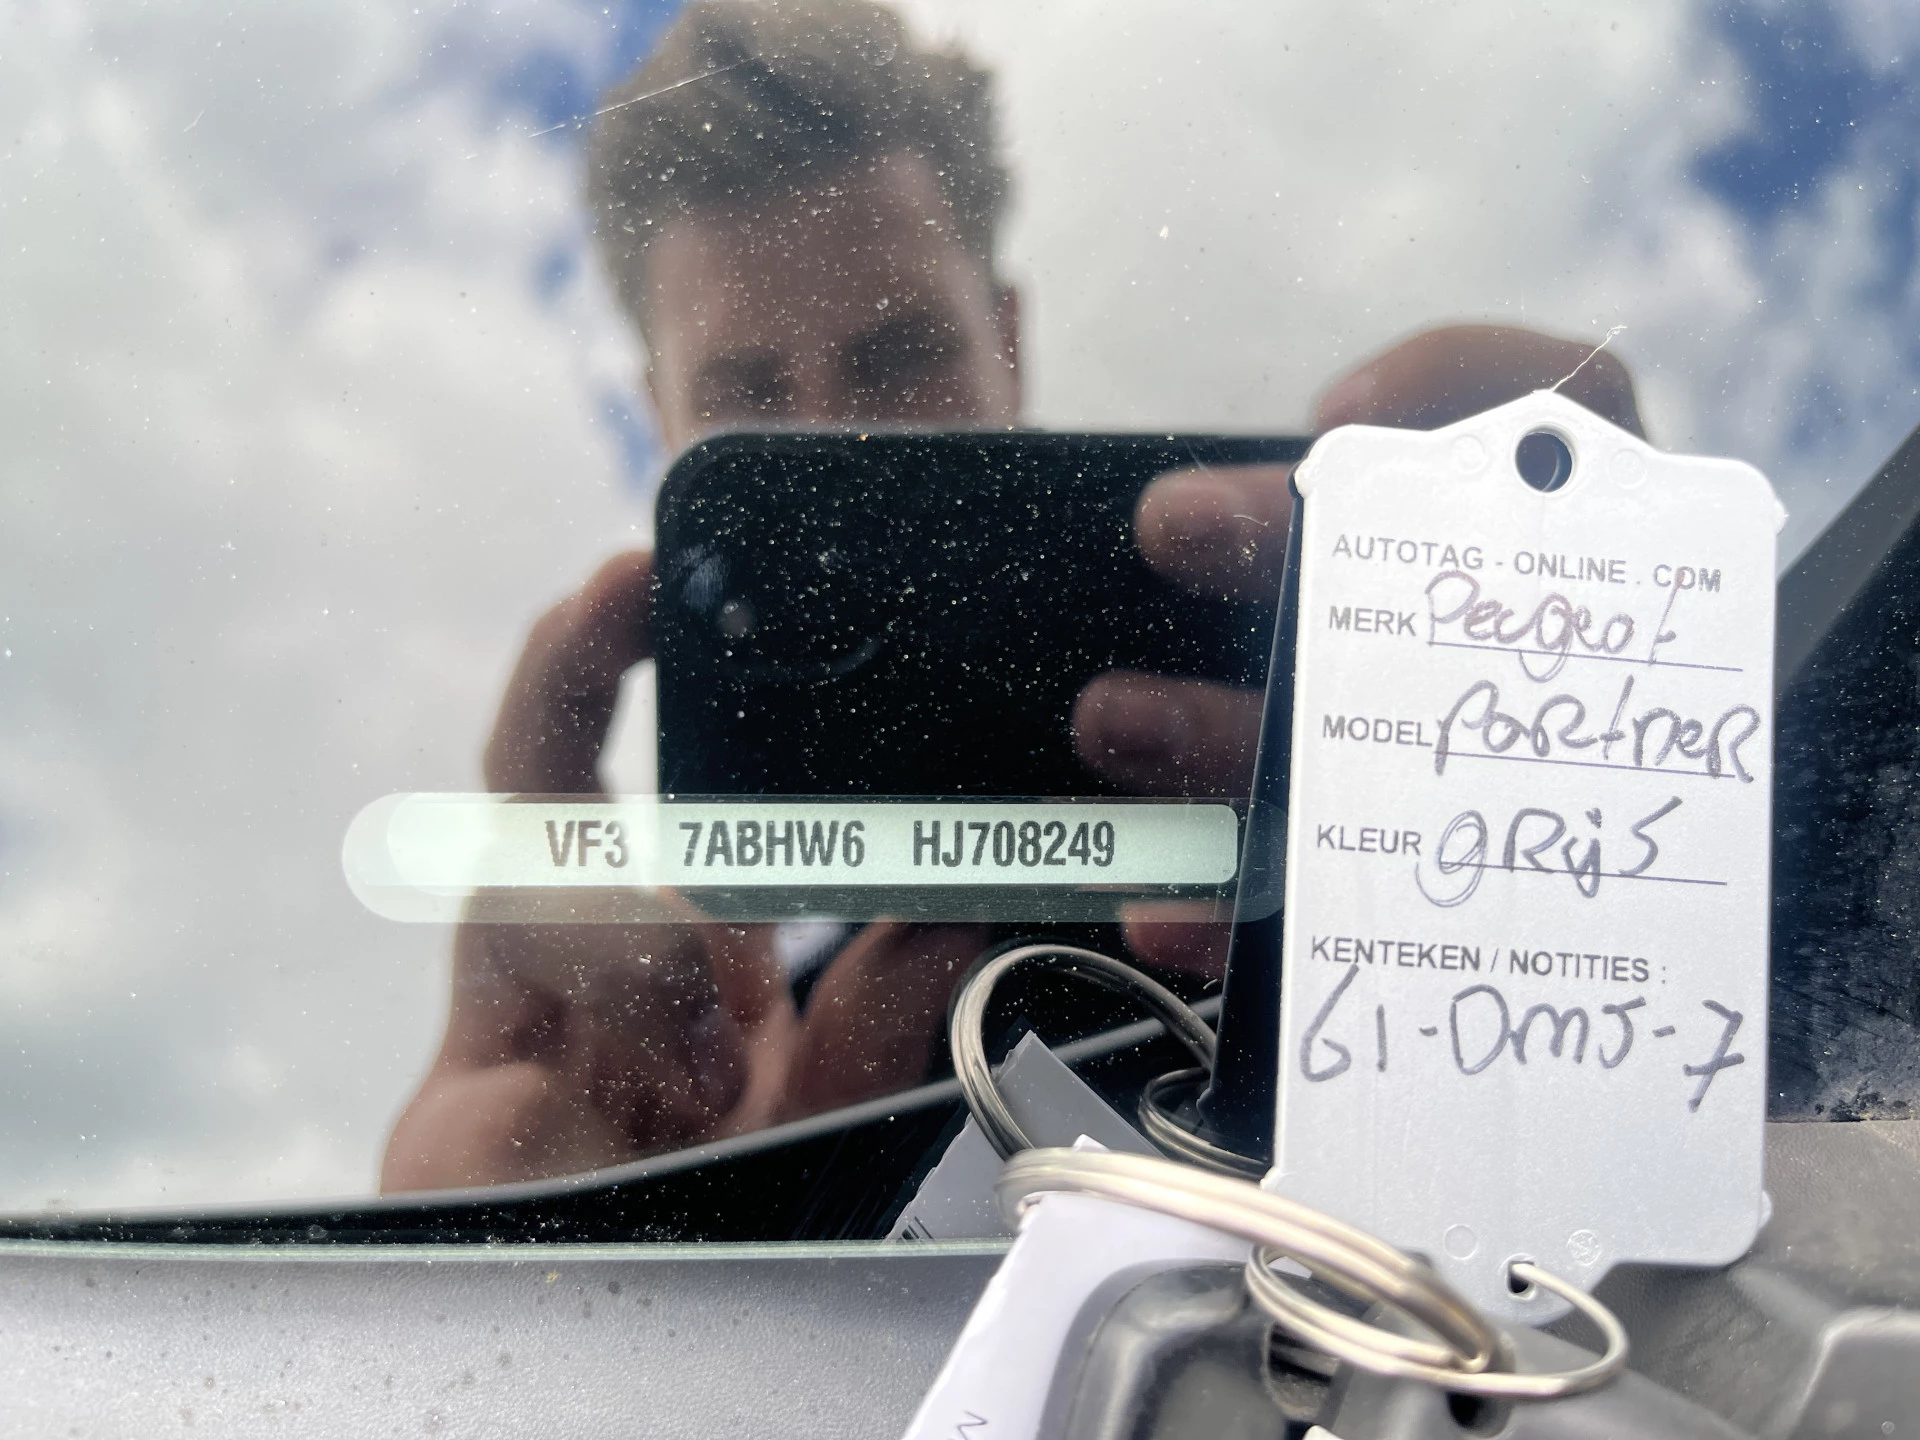 VF3 7ABHW6 HJ708249
AUTOTAG - ONLINE . COM
MERK Peugeot
MODEL Partner
KLEUR GRijS
KENTEKEN / NOTITIES :
61-DMJ-7